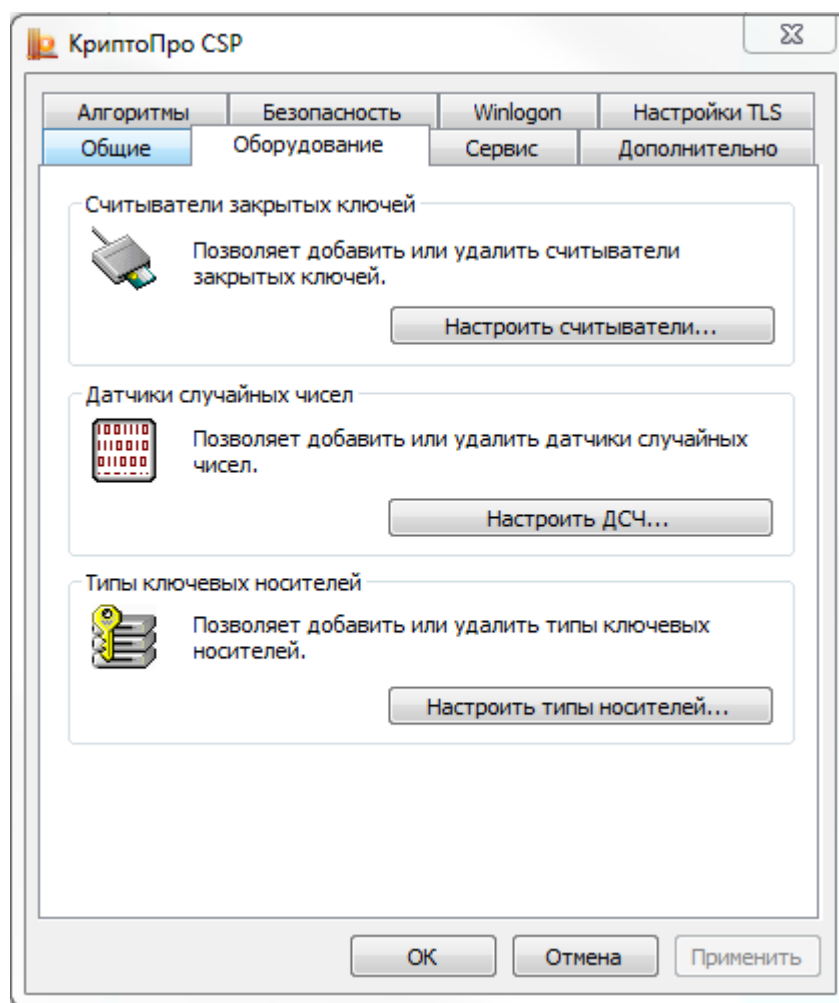 КриптоПро CSP
Алгоритмы Безопасность Winlogon Настройки TLS
Общие Оборудование Сервис Дополнительно
Считыватели закрытых ключей
Позволяет добавить или удалить считыватели
закрытых ключей.
Настроить считыватели...
Датчики случайных чисел
Позволяет добавить или удалить датчики случайных
чисел.
Настроить ДСЧ...
Типы ключевых носителей
Позволяет добавить или удалить типы ключевых
носителей.
Настроить типы носителей...
ОК Отмена Применить